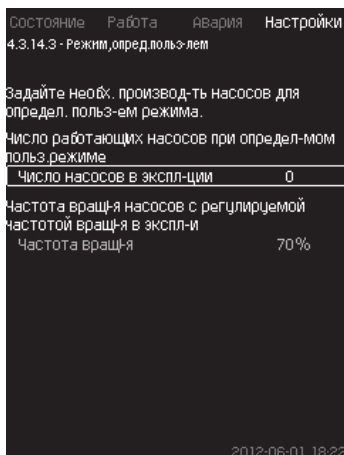 Состояние Работа Авария Настройки
4.3.14.3 - Режим,опред.польз-лем
Задайте необх. производ-ть насосов для
определ. польз-ем режима.
Число работающих насосов при определ-мом
польз.режиме
Число насосов в экспл-ции 0
Частота вращ-я насосов с регулируемой
частотой вращ-я в экспл-и
Частота вращ-я 70%
2012-06-01 18:22